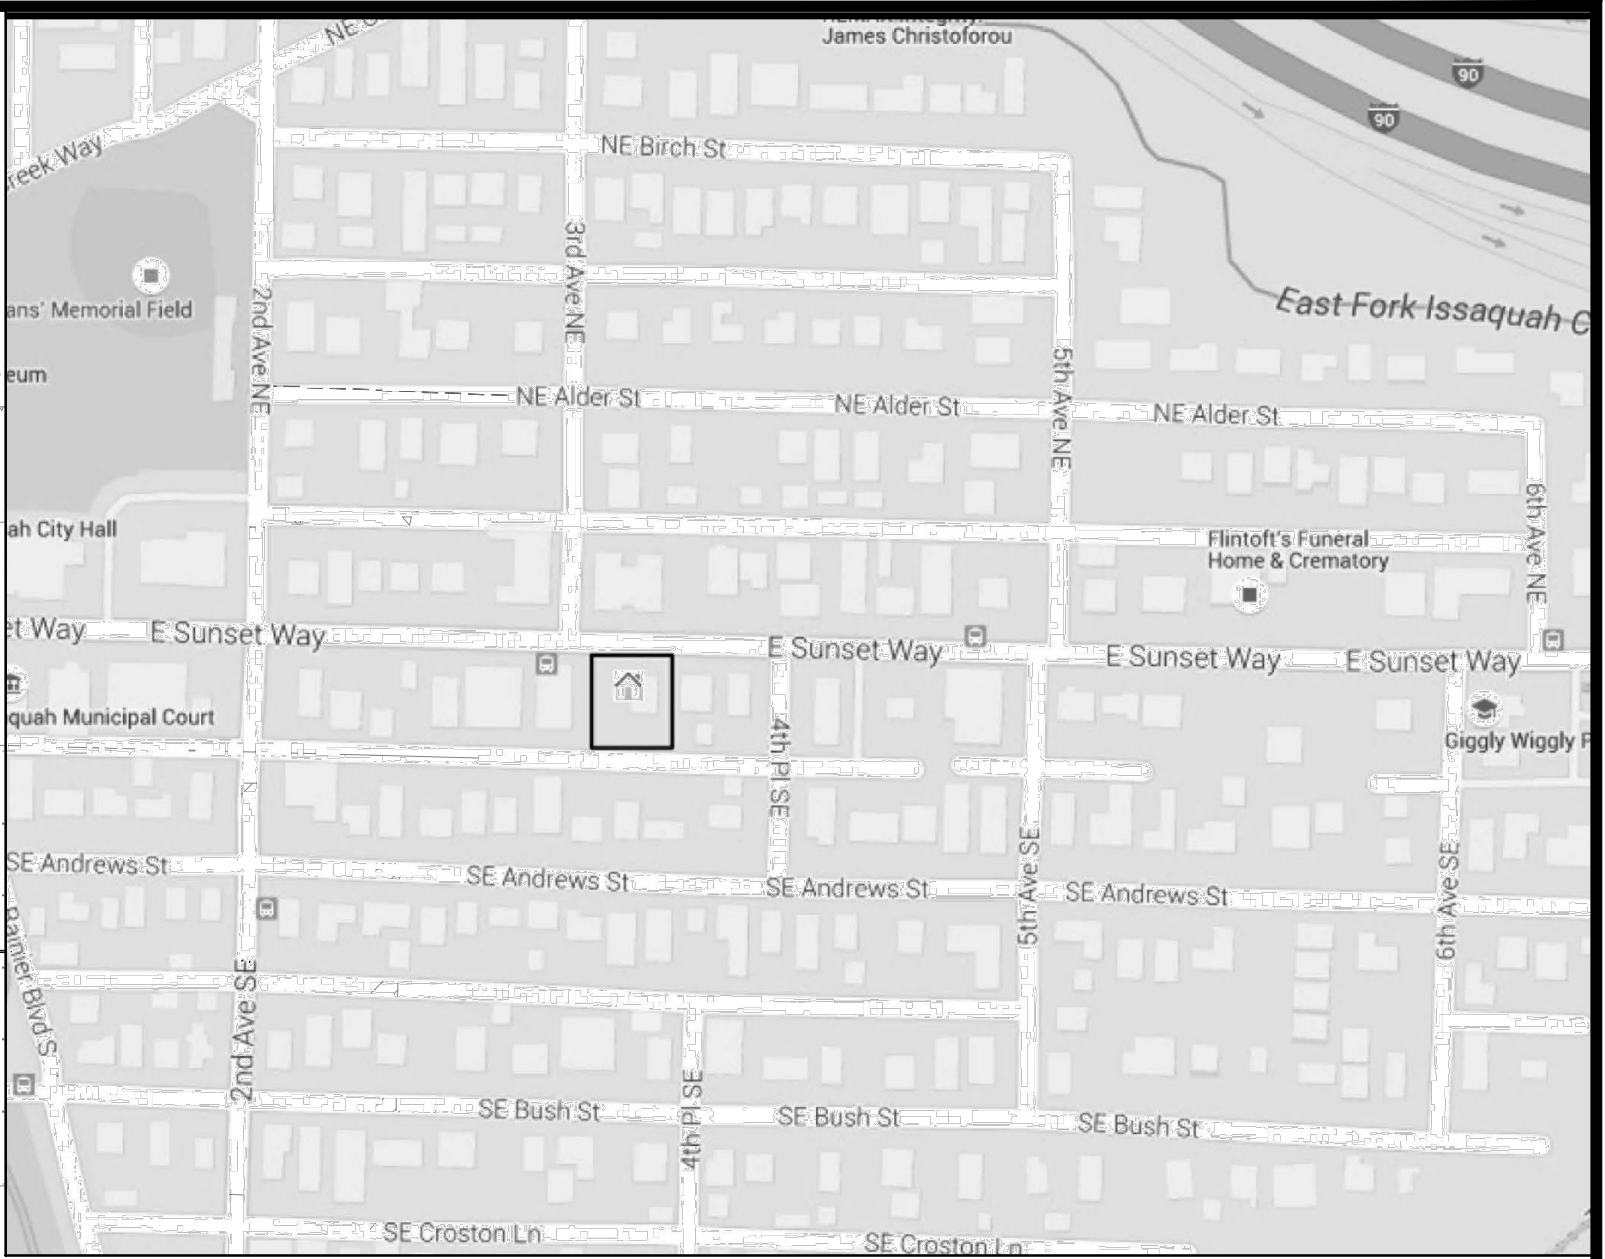 James Christoforou
90
90
NE Birch St
reek Way
3rd Ave NE
2nd Ave NE
ans' Memorial Field
East Fork Issaquah C
eum
5th Ave NE
NE Alder St
NE Alder St
NE Alder St
6th Ave NE
ah City Hall
Flintoft's Funeral
Home & Crematory
et Way
E Sunset Way
E Sunset Way
E Sunset Way
E Sunset Way
quah Municipal Court
4th Pl SE
Giggly Wiggly P
SE Andrews St
SE Andrews St
SE Andrews St
SE Andrews St
5th Ave SE
6th Ave SE
Rainier Blvd S
2nd Ave SE
4th Pl SE
SE Bush St
SE Bush St
SE Bush St
SE Croston Ln
SE Croston Ln